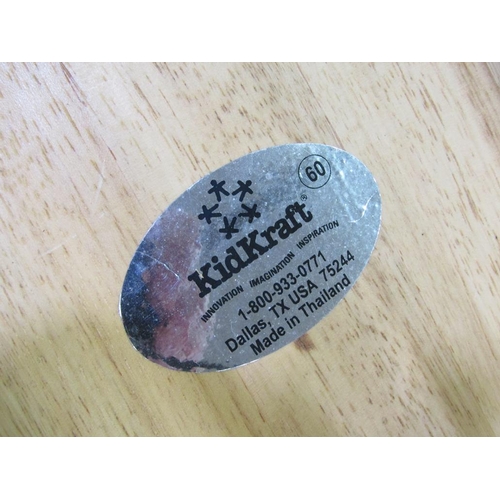 60
KidKraft®
INNOVATION IMAGINATION INSPIRATION
1-800-933-0771
Dallas, TX USA 75244
Made in Thailand